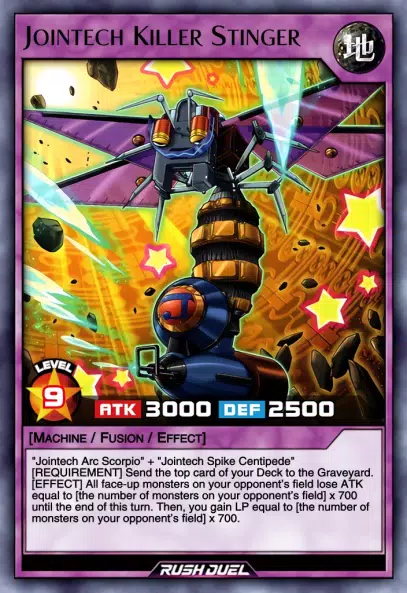 JOINTECH KILLER STINGER
地
LEVEL
9
ATK 3000 DEF 2500
[MACHINE / FUSION / EFFECT]
"Jointech Arc Scorpio" + "Jointech Spike Centipede"
[REQUIREMENT] Send the top card of your Deck to the Graveyard.
[EFFECT] All face-up monsters on your opponent's field lose ATK
equal to [the number of monsters on your opponent's field] x 700
until the end of this turn. Then, you gain LP equal to [the number of
monsters on your opponent's field] x 700.
RUSH DUEL